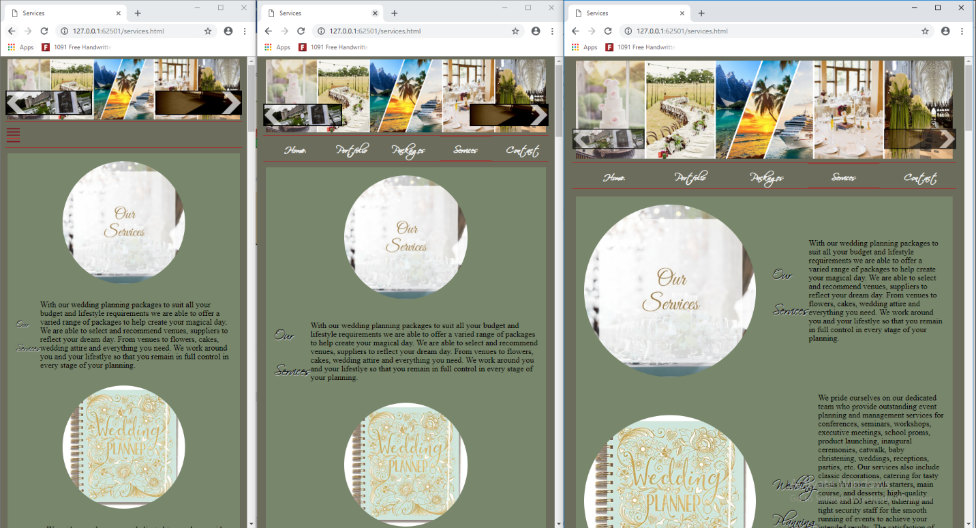 Services
127.0.0.1:62501/services.html
Apps
1091 Free Handwriti
Our
Services
Our
Services
With our wedding planning packages to suit all your
budget and lifestyle requirements we are able to offer a
varied range of packages to help create your magical day.
We are able to select and recommend venues, suppliers to
reflect your dream day. From venues to flowers, cakes,
wedding attire and everything you need. We work around
you and your lifestlye so that you remain in full control in
every stage of your planning.
Wedding
PLANNER
Services
127.0.0.1:62501/services.html
Apps
1091 Free Handwriti
Home
Portfolio
Packages
Services
Contact
Our
Services
Our
Services
With our wedding planning packages to suit all your budget and
lifestyle requirements we are able to offer a varied range of packages
to help create your magical day. We are able to select and recommend
venues, suppliers to reflect your dream day. From venues to flowers,
cakes, wedding attire and everything you need. We work around you
and your lifestlye so that you remain in full control in every stage of
your planning.
Wedding
PLANNER
Services
127.0.0.1:62501/services.html
Apps
1091 Free Handwriti
Home
Portfolio
Packages
Services
Contact
Our
Services
Our
Services
With our wedding planning packages to
suit all your budget and lifestyle
requirements we are able to offer a
varied range of packages to help create
your magical day. We are able to select
and recommend venues, suppliers to
reflect your dream day. From venues to
flowers, cakes, wedding attire and
everything you need. We work around
you and your lifestlye so that you remain
in full control in every stage of your
planning.
Wedding
PLANNER
Wedding
Planning
We pride ourselves on our dedicated
team who provide outstanding event
planning and management services for
conferences, seminars, workshops,
executive meetings, school proms,
product launching, inaugural
ceremonies, catwalk, baby
christening, weddings, receptions,
parties, etc. Our services also include
classic decorations, catering for tasty
starters, main
course, and desserts, high-quality
music and DJ service, ushering and
tight security staff for the smooth
running of events to achieve your